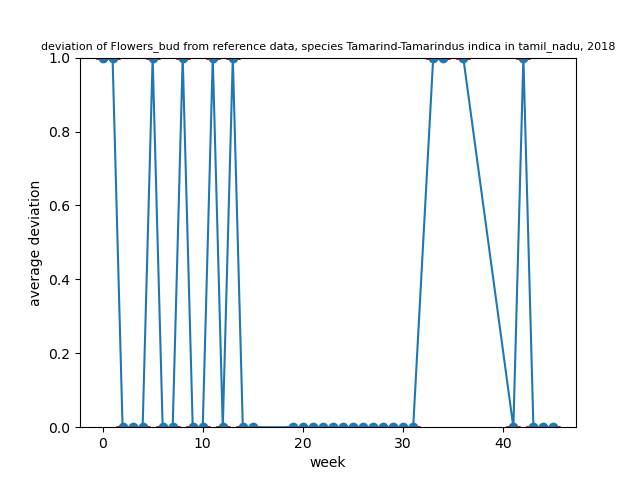 deviation of Flowers_bud from reference data, species Tamarind-Tamarindus indica in tamil_nadu, 2018
1.0
0.8
0.6
0.4
0.2
0.0
average deviation
0 10 20 30 40
week